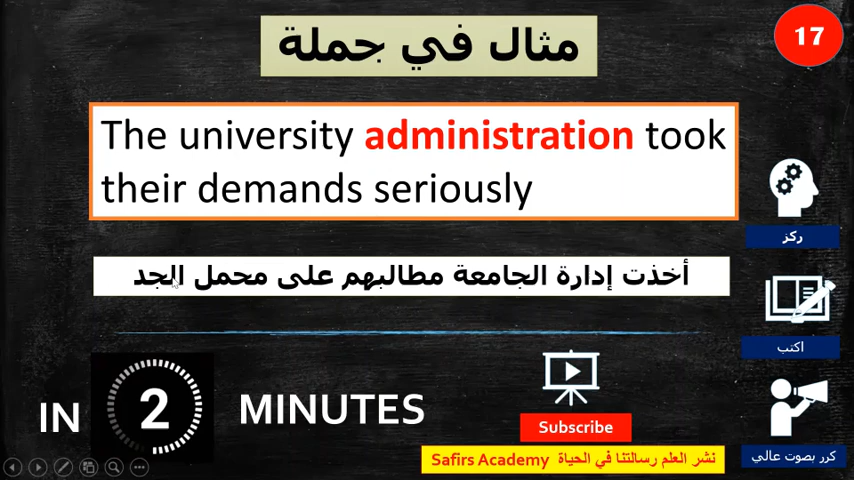 مثال في جملة
17
The university administration took
their demands seriously
أخذت إدارة الجامعة مطالبهم على محمل الجد
ركز
اكتب
كرر بصوت عالي
IN 2 MINUTES
Subscribe
نشر العلم رسالتنا في الحياة Safirs Academy